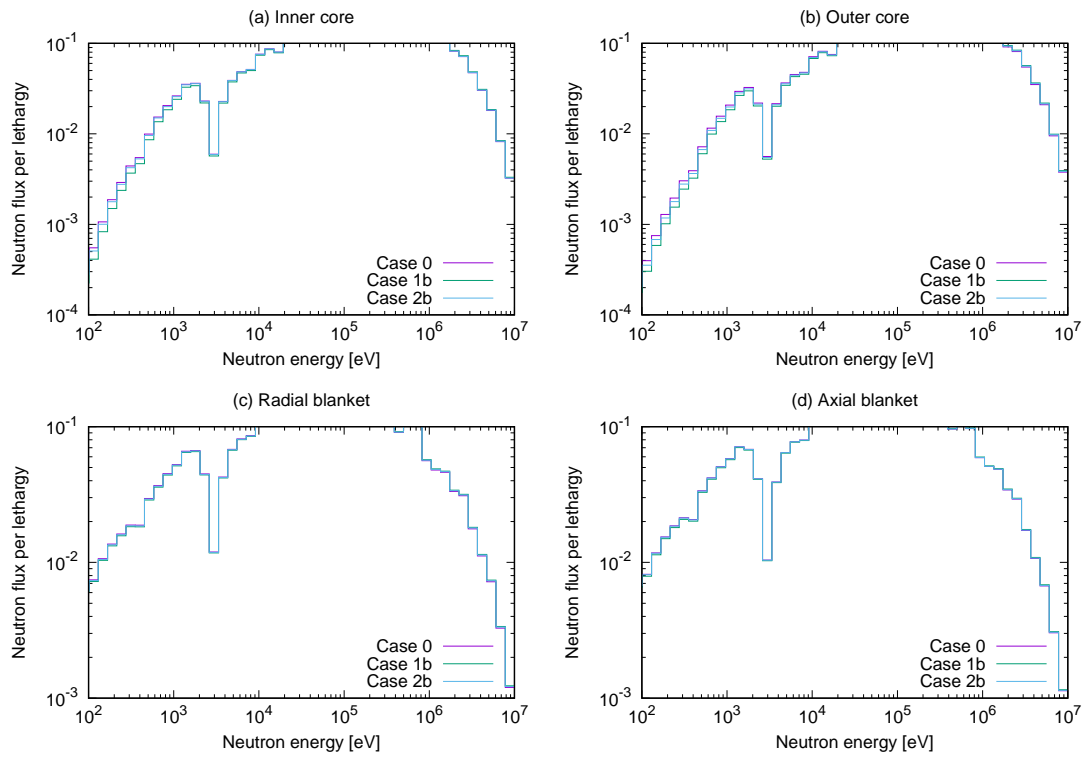 (a) Inner core
Neutron flux per lethargy
10^-1
10^-2
10^-3
10^-4
Case 0
Case 1b
Case 2b
10^2 10^3 10^4 10^5 10^6 10^7
Neutron energy [eV]
(b) Outer core
Neutron flux per lethargy
10^-1
10^-2
10^-3
10^-4
Case 0
Case 1b
Case 2b
10^2 10^3 10^4 10^5 10^6 10^7
Neutron energy [eV]
(c) Radial blanket
Neutron flux per lethargy
10^-1
10^-2
10^-3
Case 0
Case 1b
Case 2b
10^2 10^3 10^4 10^5 10^6 10^7
Neutron energy [eV]
(d) Axial blanket
Neutron flux per lethargy
10^-1
10^-2
10^-3
Case 0
Case 1b
Case 2b
10^2 10^3 10^4 10^5 10^6 10^7
Neutron energy [eV]